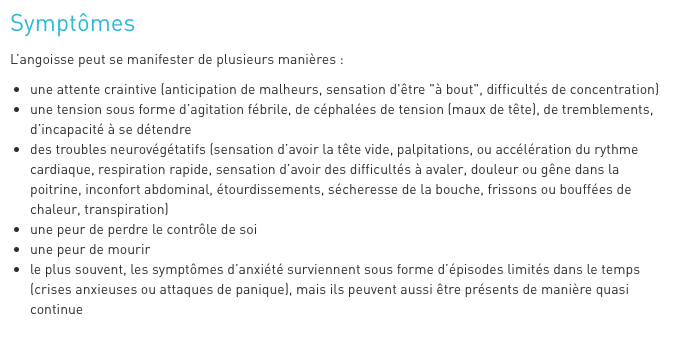 Symptômes
L'angoisse peut se manifester de plusieurs manières :
• une attente craintive (anticipation de malheurs, sensation d'être "à bout", difficultés de concentration)
• une tension sous forme d'agitation fébrile, de céphalées de tension (maux de tête), de tremblements,
d'incapacité à se détendre
• des troubles neurovégétatifs (sensation d'avoir la tête vide, palpitations, ou accélération du rythme
cardiaque, respiration rapide, sensation d'avoir des difficultés à avaler, douleur ou gêne dans la
poitrine, inconfort abdominal, étourdissements, sécheresse de la bouche, frissons ou bouffées de
chaleur, transpiration)
• une peur de perdre le contrôle de soi
• une peur de mourir
• le plus souvent, les symptômes d'anxiété surviennent sous forme d'épisodes limités dans le temps
(crises anxieuses ou attaques de panique), mais ils peuvent aussi être présents de manière quasi
continue